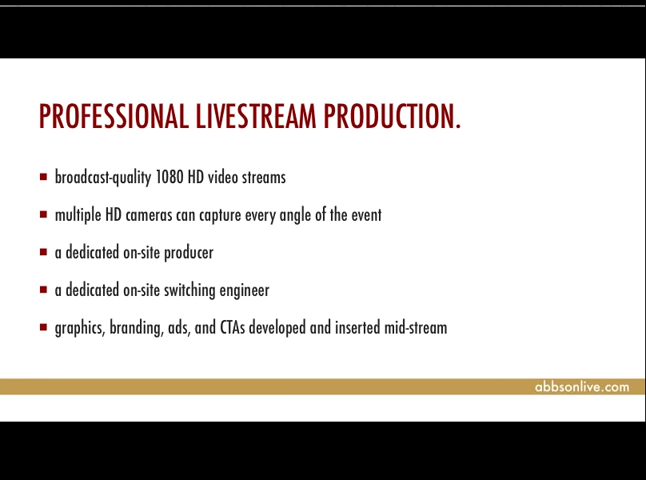 PROFESSIONAL LIVESTREAM PRODUCTION.
broadcast-quality 1080 HD video streams
multiple HD cameras can capture every angle of the event
a dedicated on-site producer
a dedicated on-site switching engineer
graphics, branding, ads, and CTAs developed and inserted mid-stream
abbsonlive.com